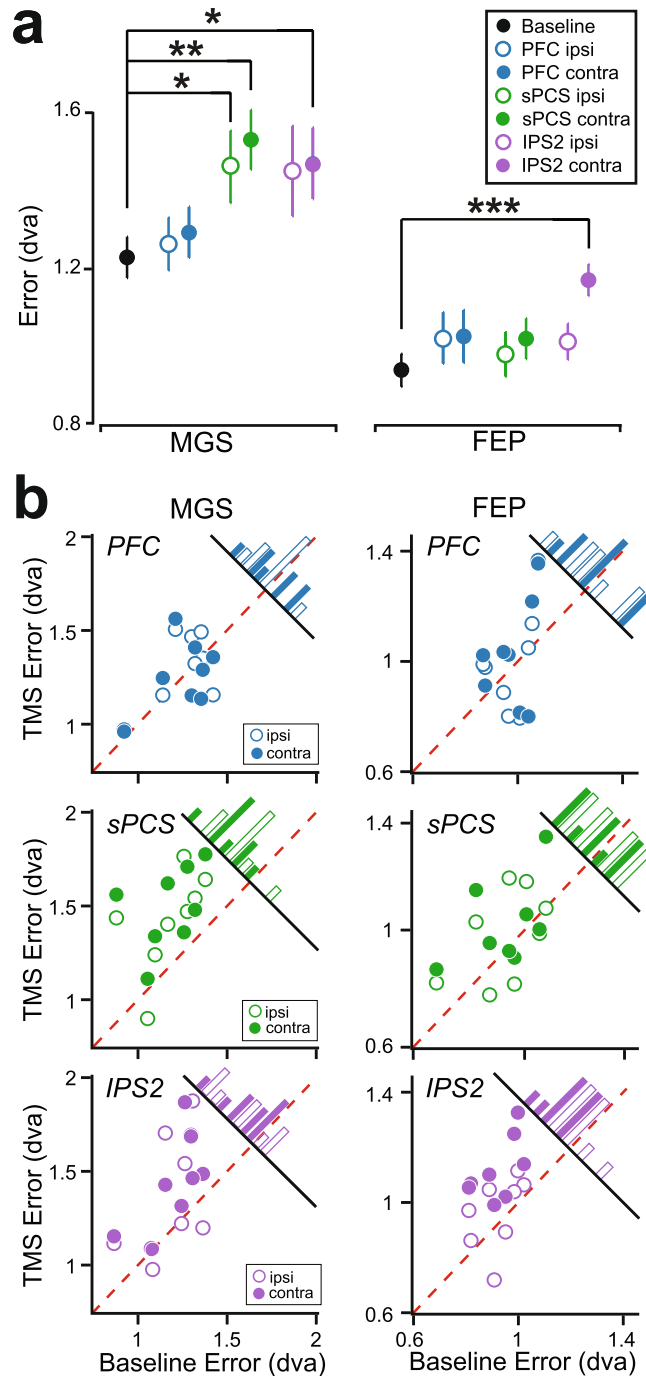 a
*
**
*
Baseline
PFC ipsi
PFC contra
sPCS ipsi
sPCS contra
IPS2 ipsi
IPS2 contra
Error (dva)
1.6
1.2
0.8
***
MGS
FEP
b
MGS
FEP
TMS Error (dva)
2
1.5
1
PFC
ipsi
contra
1
1.5
2
1.4
1
0.6
PFC
TMS Error (dva)
2
1.5
1
sPCS
ipsi
contra
1.4
1
0.6
sPCS
TMS Error (dva)
2
1.5
1
IPS2
ipsi
contra
1
1.5
2
Baseline Error (dva)
1.4
1
0.6
IPS2
0.6
1
1.4
Baseline Error (dva)